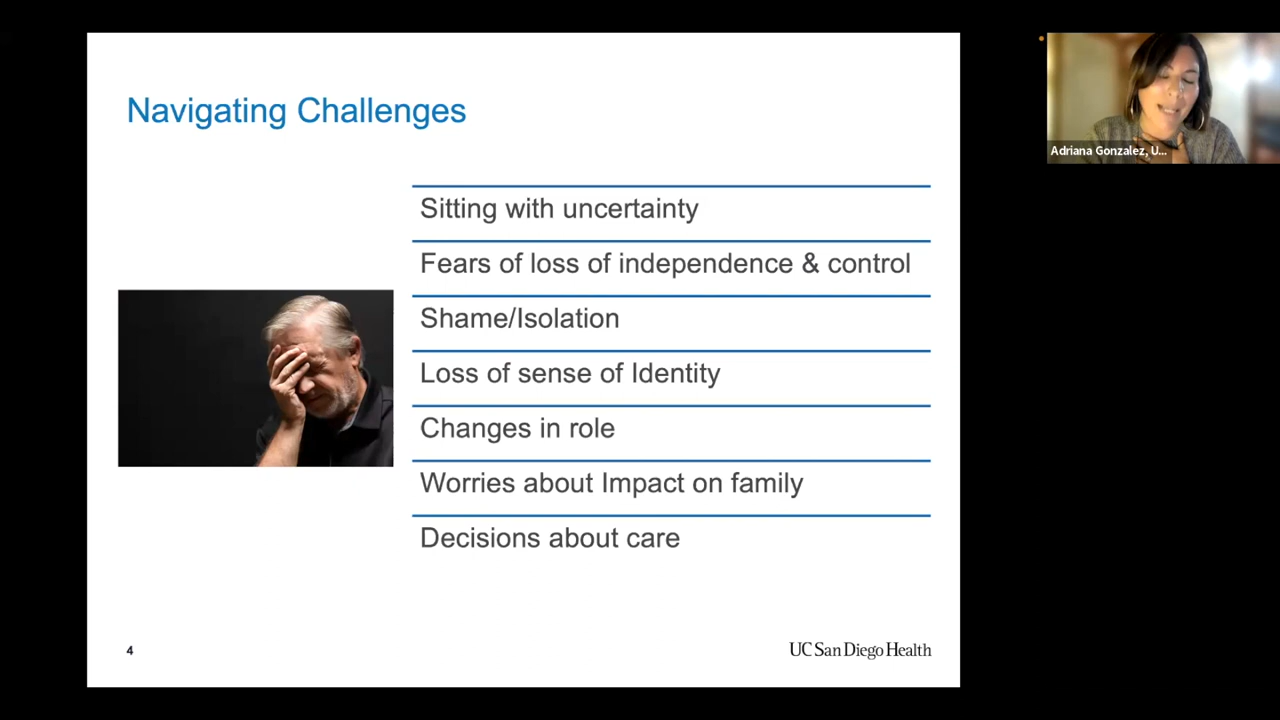 Navigating Challenges
Sitting with uncertainty
Fears of loss of independence & control
Shame/Isolation
Loss of sense of Identity
Changes in role
Worries about Impact on family
Decisions about care
4
UC San Diego Health
Adriana Gonzalez, U...